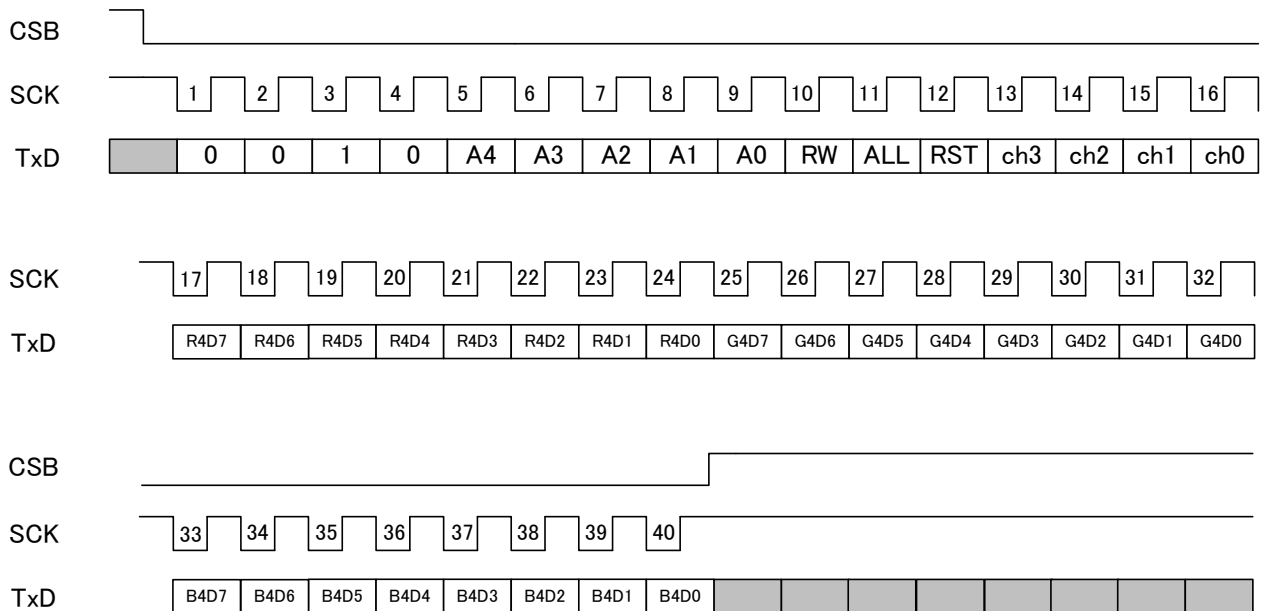 CSB
SCK 1 2 3 4 5 6 7 8 9 10 11 12 13 14 15 16
TxD 0 0 1 0 A4 A3 A2 A1 A0 RW ALL RST ch3 ch2 ch1 ch0
SCK 17 18 19 20 21 22 23 24 25 26 27 28 29 30 31 32
TxD R4D7 R4D6 R4D5 R4D4 R4D3 R4D2 R4D1 R4D0 G4D7 G4D6 G4D5 G4D4 G4D3 G4D2 G4D1 G4D0
CSB
SCK 33 34 35 36 37 38 39 40
TxD B4D7 B4D6 B4D5 B4D4 B4D3 B4D2 B4D1 B4D0